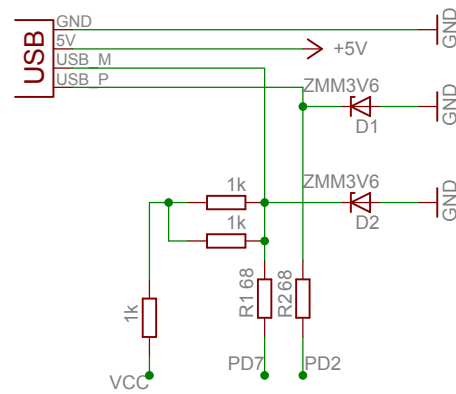 USB
GND
5V
USB_M
USB_P
+5V
GND
ZMM3V6
D1
GND
ZMM3V6
D2
GND
1k
1k
1k
R1 68
R2 68
VCC
PD7
PD2